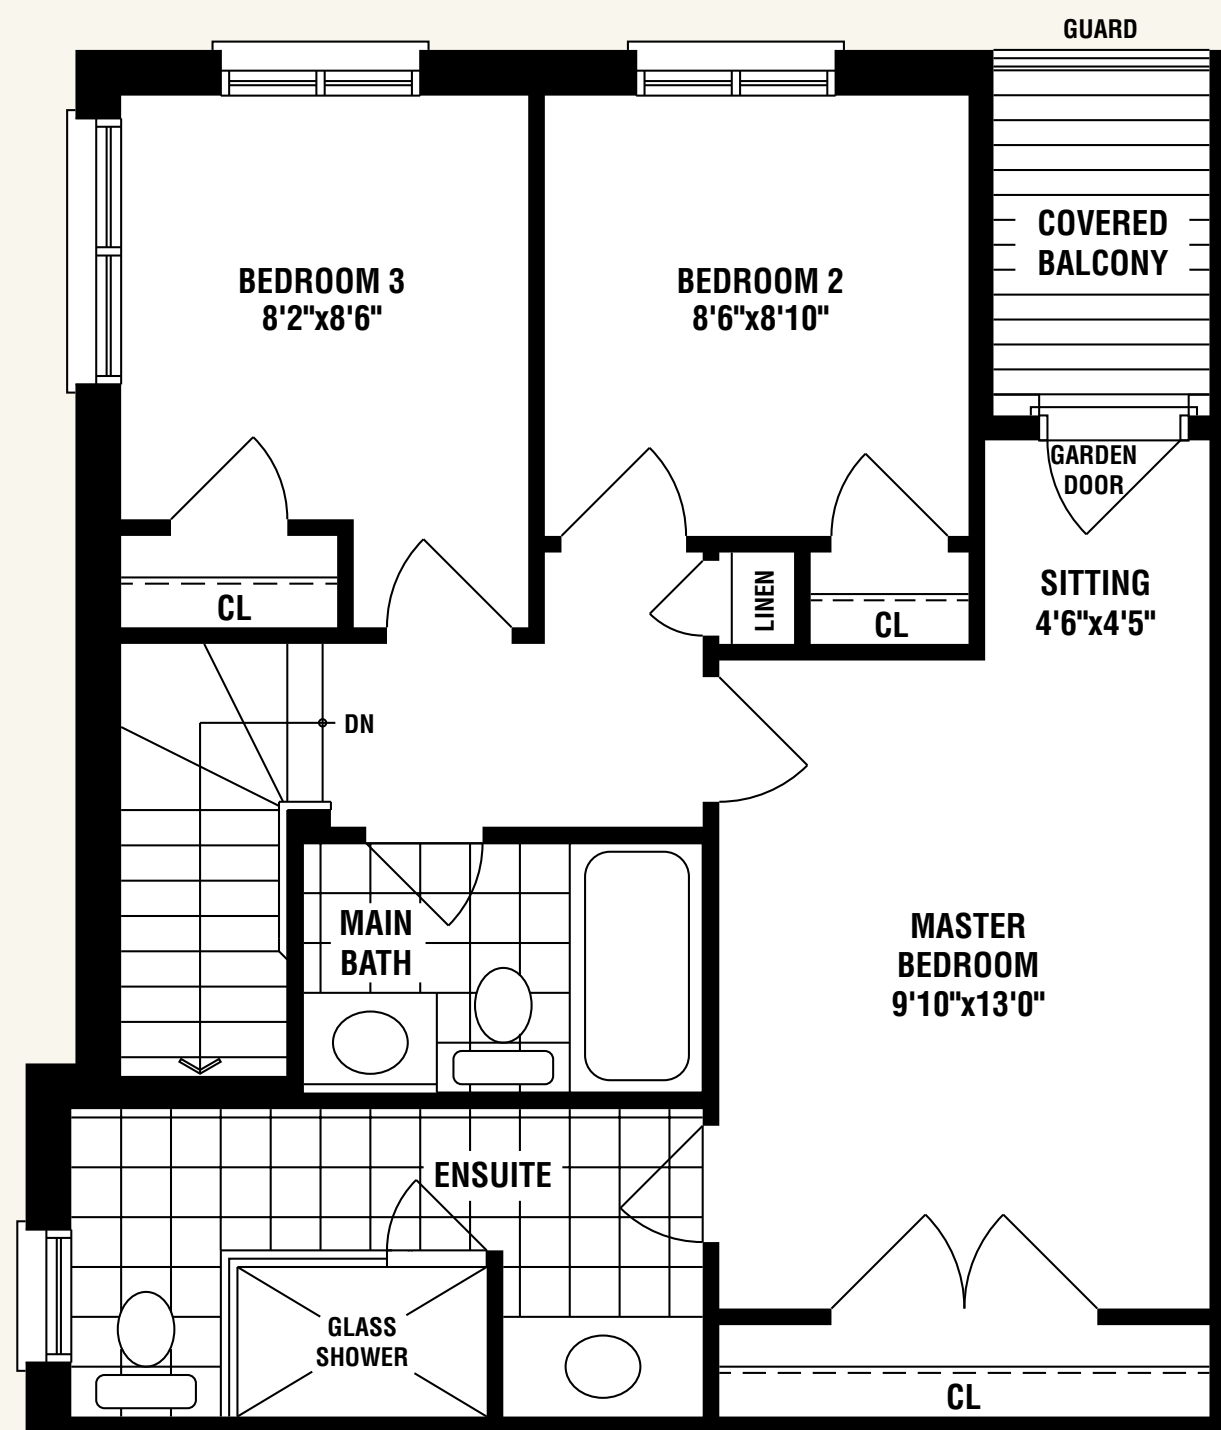 GUARD
COVERED
BALCONY
BEDROOM 3
8'2"x8'6"
BEDROOM 2
8'6"x8'10"
GARDEN
DOOR
SITTING
4'6"x4'5"
LINEN
CL
CL
DN
MAIN
BATH
MASTER
BEDROOM
9'10"x13'0"
ENSUITE
GLASS
SHOWER
CL